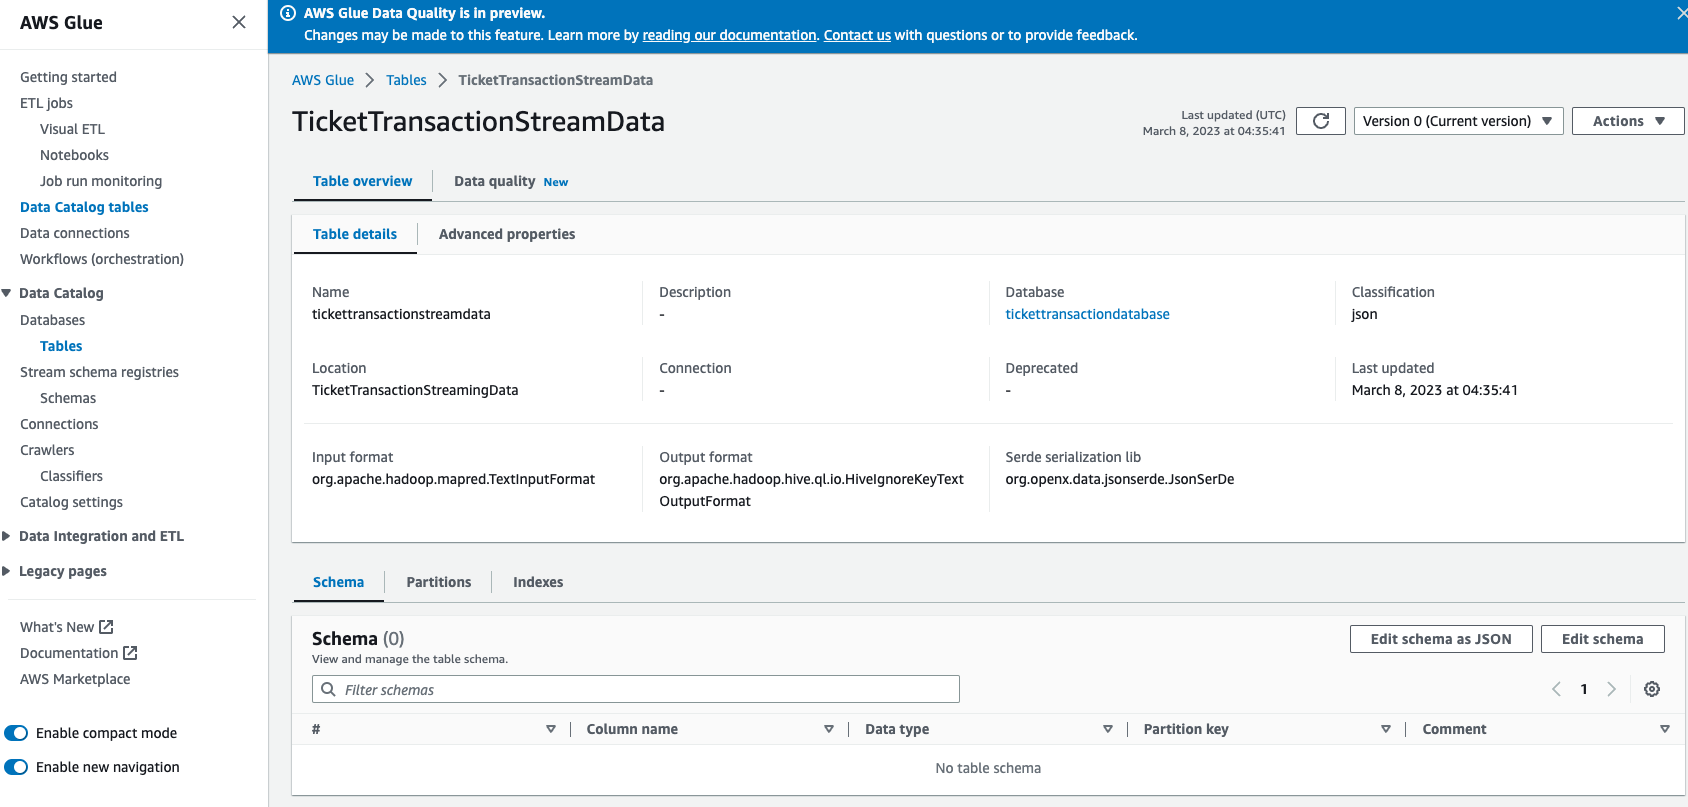 AWS Glue
Getting started
ETL jobs
Visual ETL
Notebooks
Job run monitoring
Data Catalog tables
Data connections
Workflows (orchestration)
Data Catalog
Databases
Tables
Stream schema registries
Schemas
Connections
Crawlers
Classifiers
Catalog settings
Data Integration and ETL
Legacy pages
What's New
Documentation
AWS Marketplace
Enable compact mode
Enable new navigation
AWS Glue Data Quality is in preview.
Changes may be made to this feature. Learn more by reading our documentation. Contact us with questions or to provide feedback.
AWS Glue Tables TicketTransactionStreamData
TicketTransactionStreamData
Last updated (UTC)
March 8, 2023 at 04:35:41
Version 0 (Current version)
Actions
Table overview Data quality New
Table details Advanced properties
Name Description Database Classification
tickettransactionstreamdata - tickettransactiondatabase json
Location Connection Deprecated Last updated
TicketTransactionStreamingData - - March 8, 2023 at 04:35:41
Input format Output format Serde serialization lib
org.apache.hadoop.mapred.TextInputFormat org.apache.hadoop.hive.ql.io.HiveIgnoreKeyText org.openx.data.jsonserde.JsonSerDe
OutputFormat
Schema Partitions Indexes
Schema (0)
View and manage the table schema.
Edit schema as JSON Edit schema
Filter schemas
1
# Column name Data type Partition key Comment
No table schema